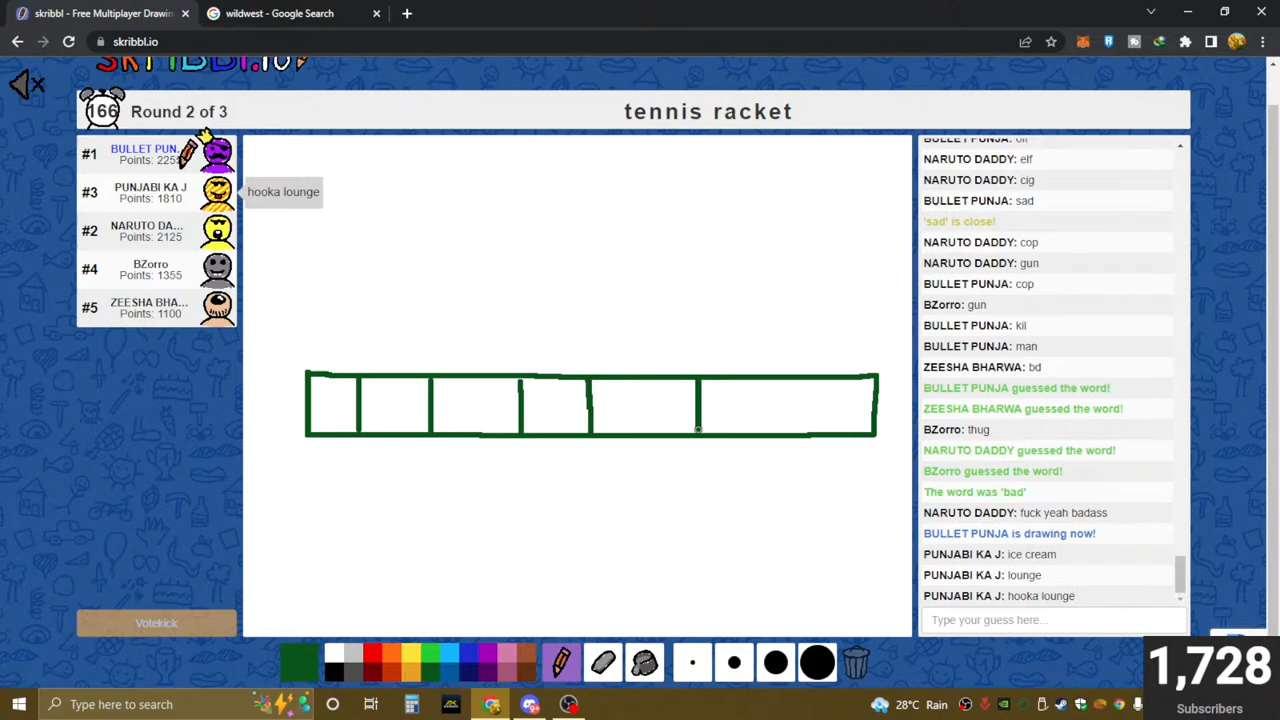 skribbl - Free Multiplayer Drawin
wildwest - Google Search
skribbl.io
166
Round 2 of 3
tennis racket
#1
BULLET PUN...
Points: 2255
#3
PUNJABI KA J
Points: 1810
hooka lounge
#2
NARUTO DA...
Points: 2125
#4
BZorro
Points: 1355
#5
ZEESHA BHA...
Points: 1100
Votekick
NARUTO DADDY: elf
NARUTO DADDY: cig
BULLET PUNJA: sad
'sad' is close!
NARUTO DADDY: cop
NARUTO DADDY: gun
BULLET PUNJA: cop
BZorro: gun
BULLET PUNJA: kil
BULLET PUNJA: man
ZEESHA BHARWA: bd
BULLET PUNJA guessed the word!
ZEESHA BHARWA guessed the word!
BZorro: thug
NARUTO DADDY guessed the word!
BZorro guessed the word!
The word was 'bad'
NARUTO DADDY: fuck yeah badass
BULLET PUNJA is drawing now!
PUNJABI KA J: ice cream
PUNJABI KA J: lounge
PUNJABI KA J: hooka lounge
Type your guess here...
1,728
Subscribers
Type here to search
28°C Rain